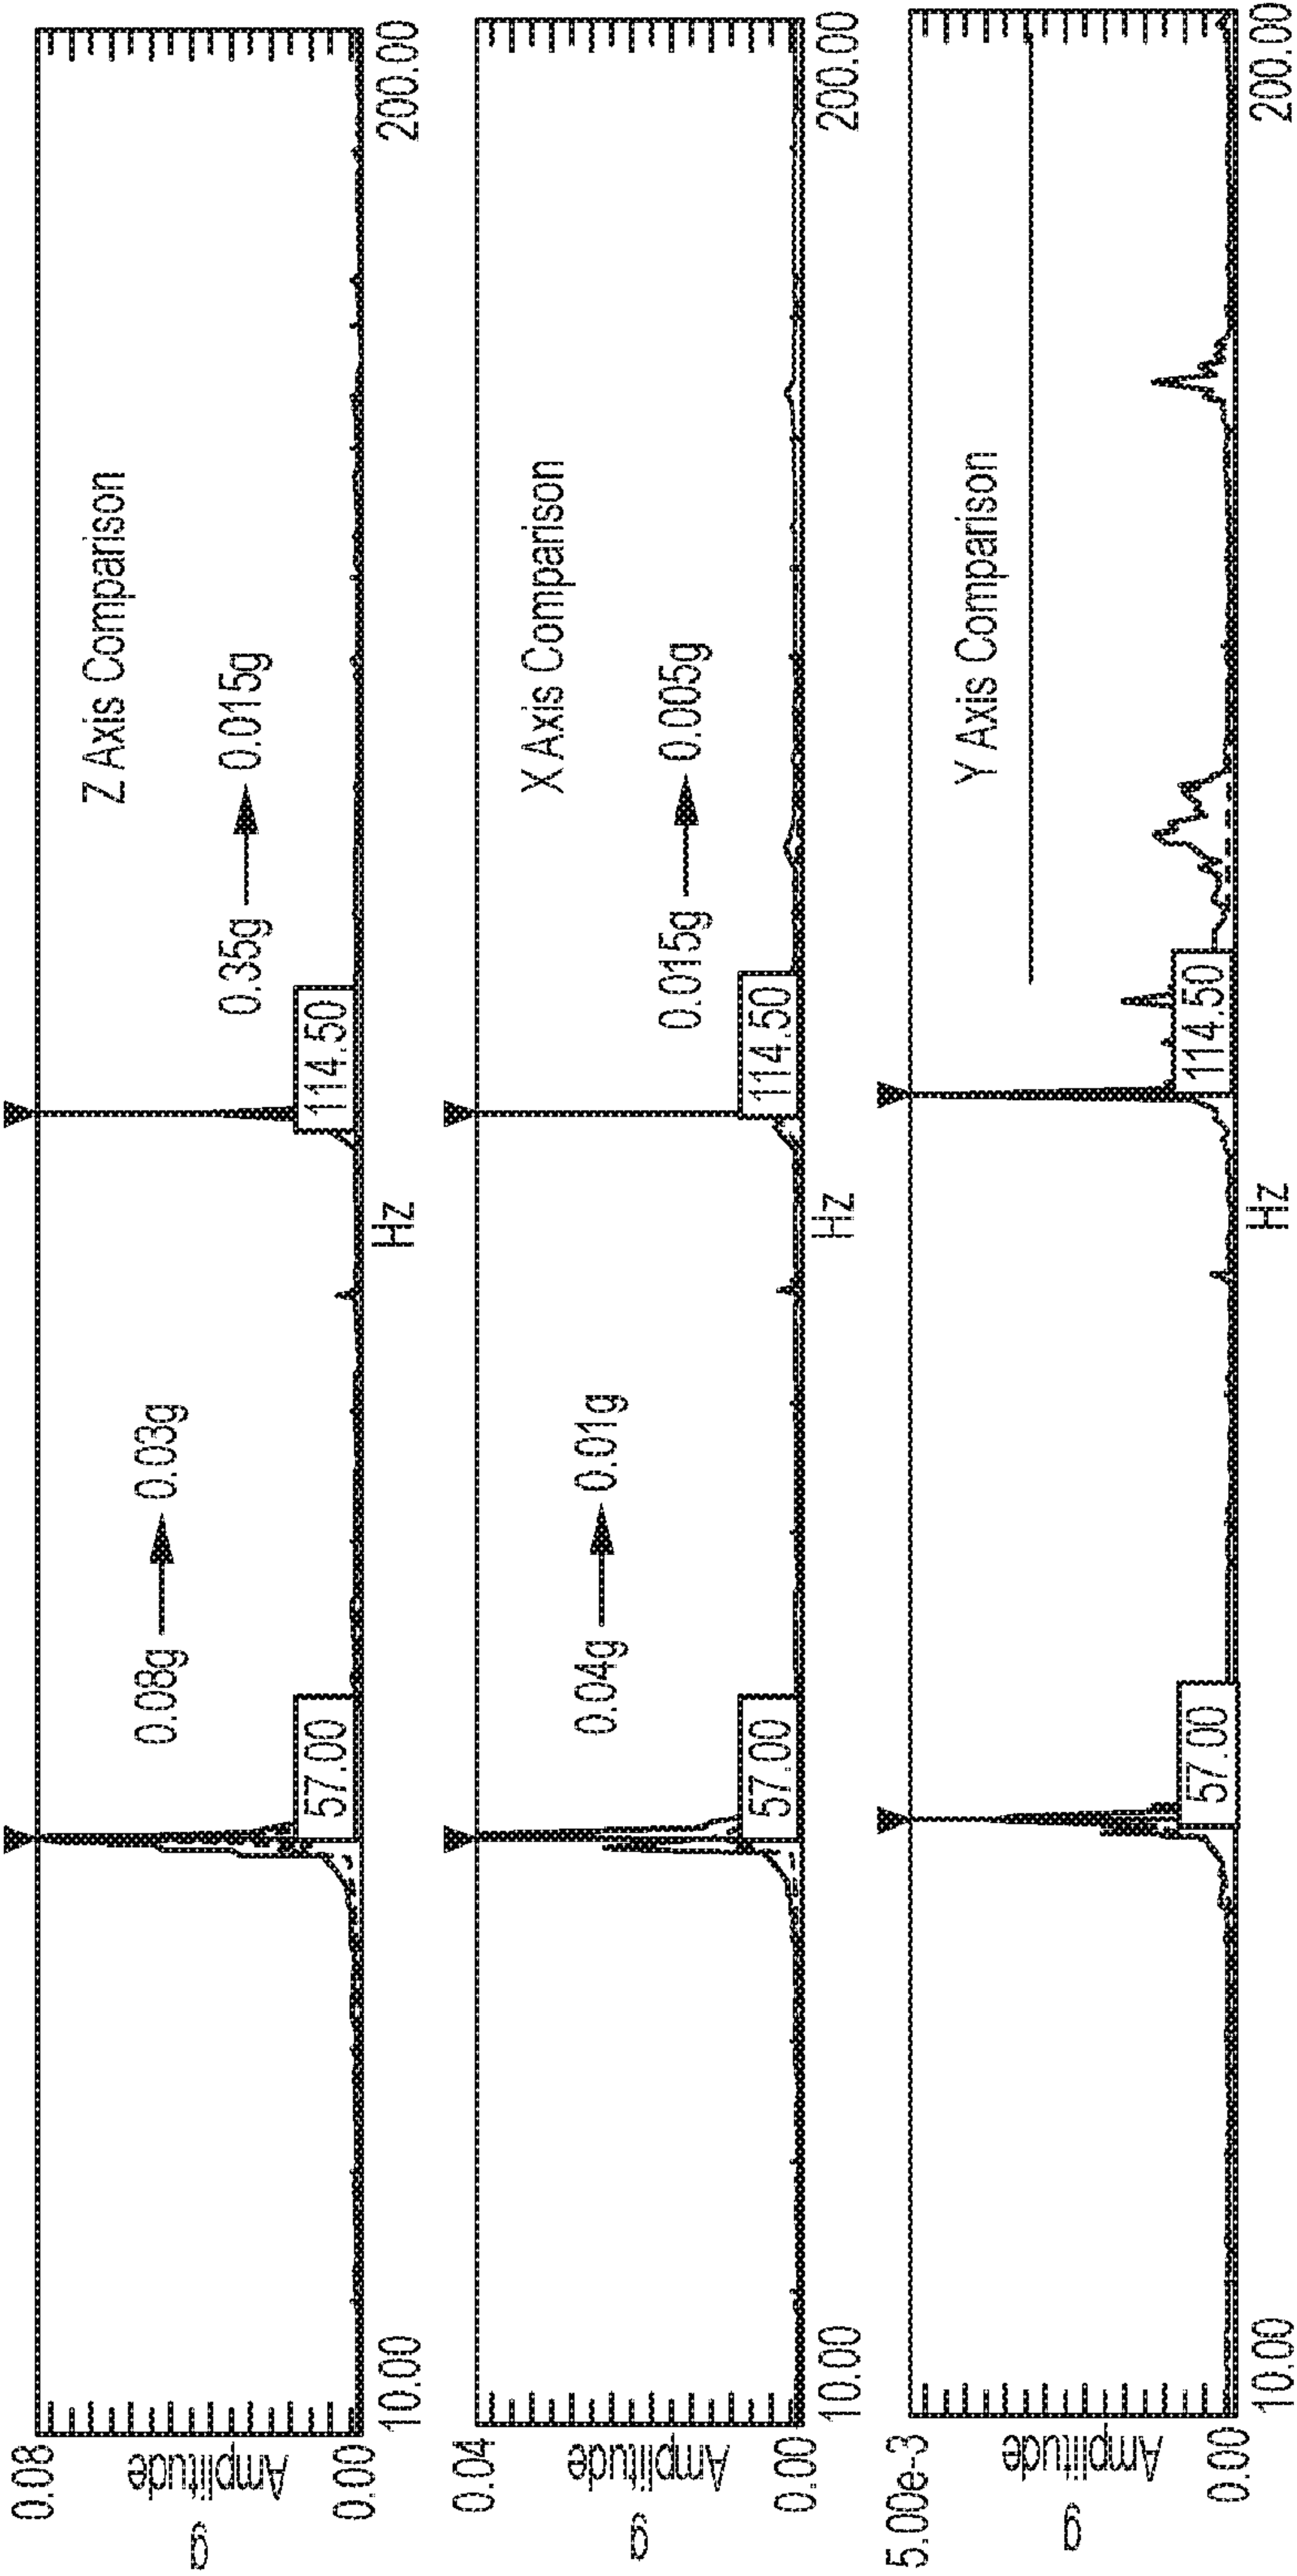 0.08
g
Amplitude
0.00
Z Axis Comparison
0.08g 0.03g
0.35g 0.015g
57.00
114.50
10.00
Hz
200.00
0.04
g
Amplitude
0.00
X Axis Comparison
0.04g 0.01g
0.015g 0.005g
57.00
114.50
10.00
Hz
200.00
5.00e-3
g
Amplitude
0.00
Y Axis Comparison
57.00
114.50
10.00
Hz
200.00